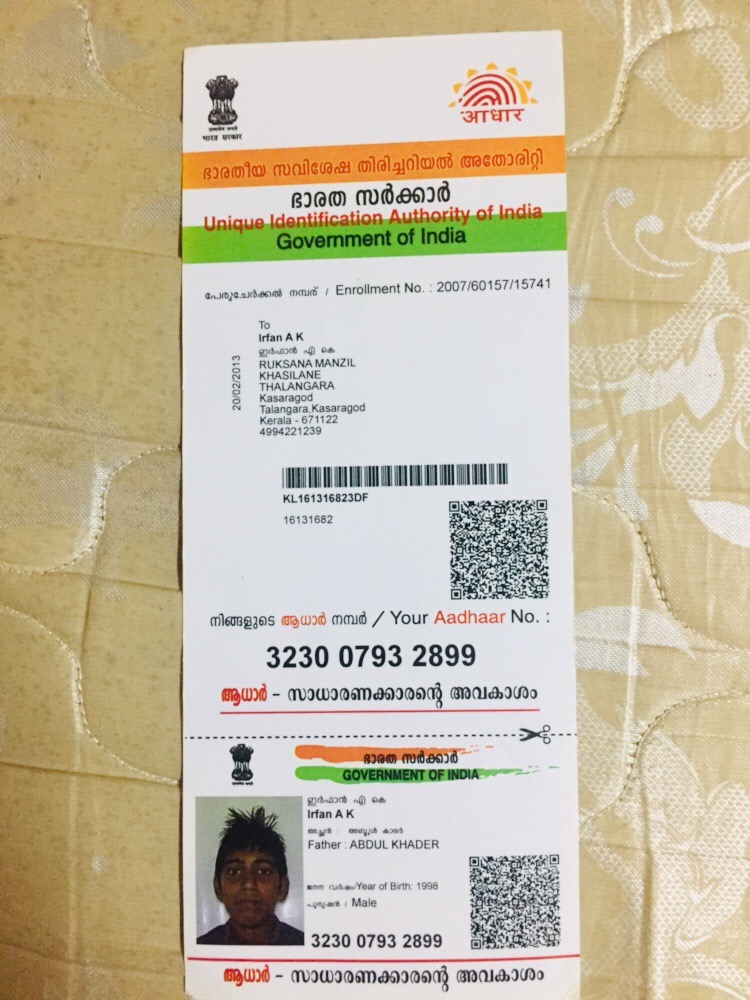 सत्यमेव जयते
भारत सरकार
आधार
ഭാരതീയ സവിശേഷ തിരിച്ചറിയൽ അതോരിറ്റി
ഭാരത സർക്കാർ
Unique Identification Authority of India
Government of India
പേരുചേർക്കൽ നമ്പര് / Enrollment No. : 2007/60157/15741
20/02/2013
To
Irfan A K
ഇർഫാൻ എ കെ
RUKSANA MANZIL
KHASILANE
THALANGARA
Kasaragod
Talangara,Kasaragod
Kerala - 671122
4994221239
KL161316823DF
16131682
നിങ്ങളുടെ ആധാർ നമ്പർ / Your Aadhaar No. :
3230 0793 2899
ആധാർ - സാധാരണക്കാരന്റെ അവകാശം
ഭാരത സർക്കാർ
GOVERNMENT OF INDIA
ഇർഫാൻ എ കെ
Irfan A K
അച്ഛൻ : അബ്ദുൾ കാദർ
Father : ABDUL KHADER
ജനന വർഷം/Year of Birth: 1998
പുരുഷൻ / Male
3230 0793 2899
ആധാർ - സാധാരണക്കാരന്റെ അവകാശം